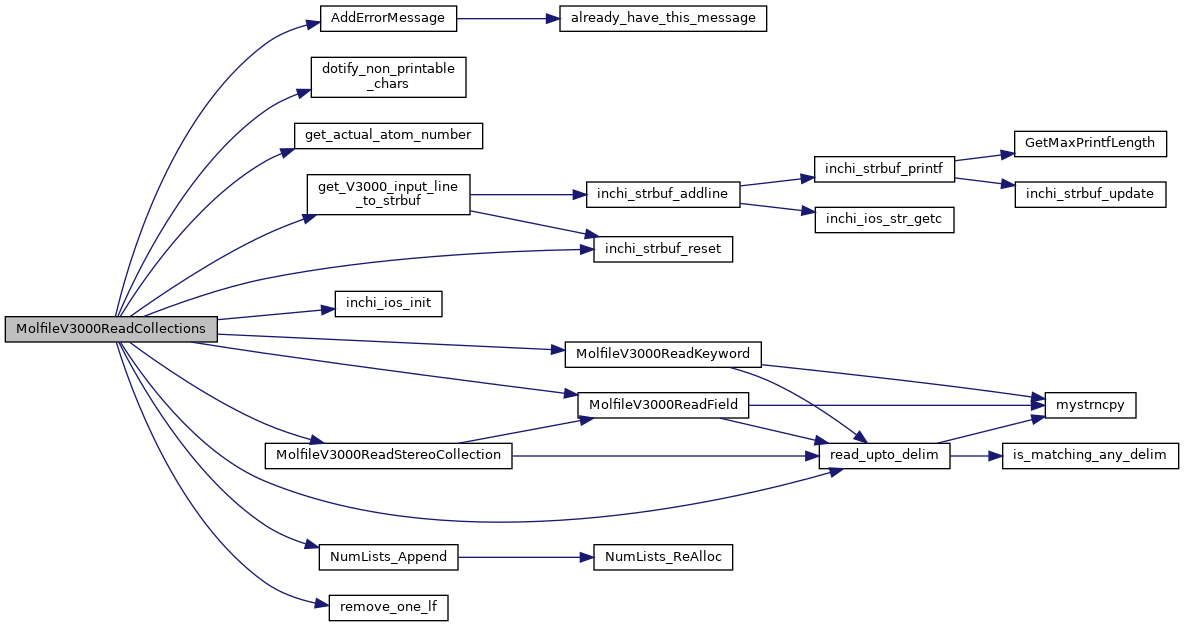 AddErrorMessage
already_have_this_message
dotify_non_printable
_chars
get_actual_atom_number
GetMaxPrintfLength
inchi_strbuf_printf
get_V3000_input_line
_to_strbuf
inchi_strbuf_addline
inchi_strbuf_update
inchi_ios_str_getc
inchi_strbuf_reset
inchi_ios_init
MolfileV3000ReadCollections
MolfileV3000ReadKeyword
MolfileV3000ReadField
mystrncpy
MolfileV3000ReadStereoCollection
read_upto_delim
is_matching_any_delim
NumLists_Append
NumLists_ReAlloc
remove_one_lf